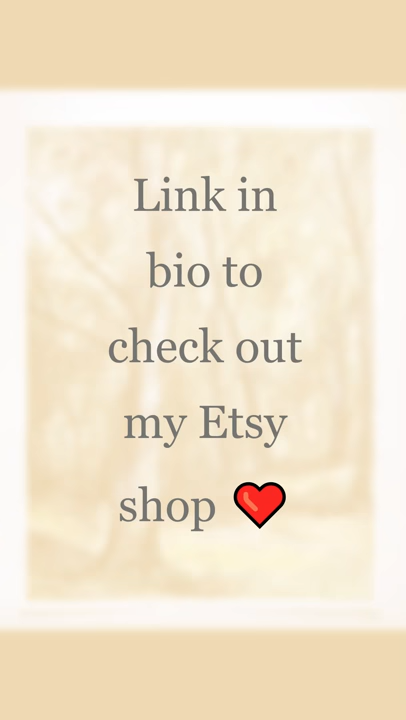 Link in
bio to
check out
my Etsy
shop ❤️